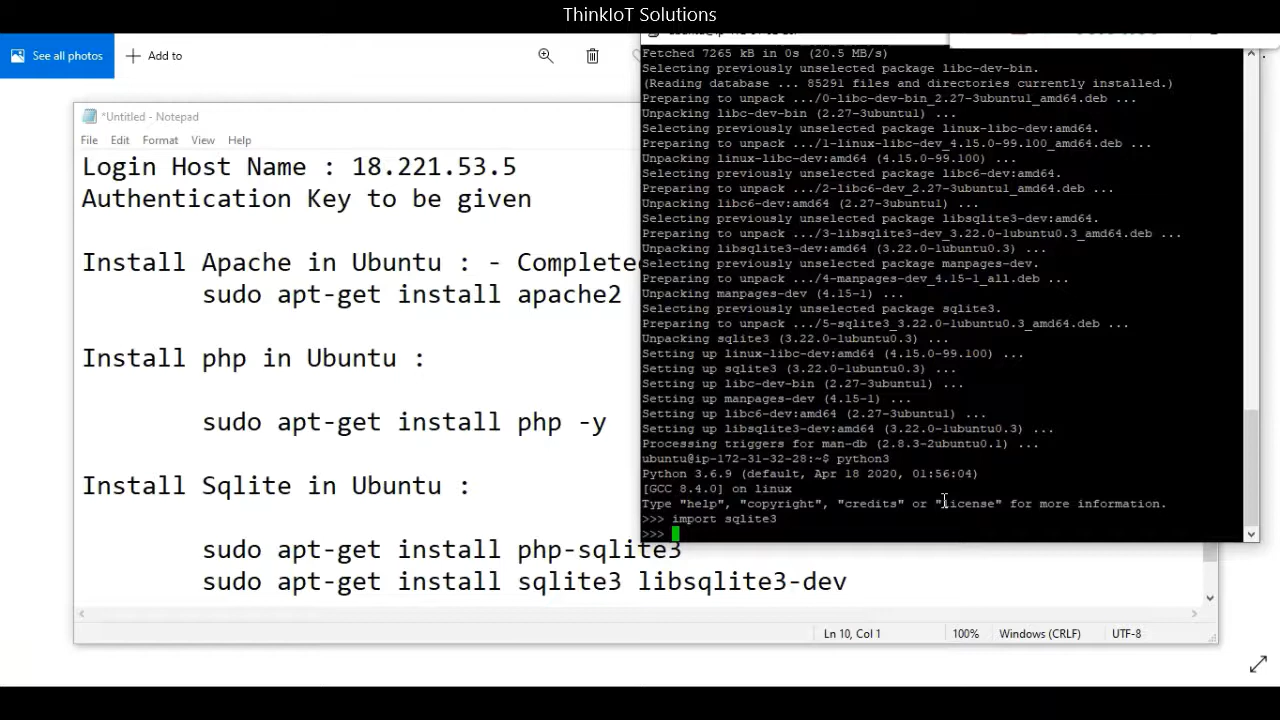 ThinkIoT Solutions
See all photos
Add to
*Untitled - Notepad
File Edit Format View Help
Login Host Name : 18.221.53.5
Authentication Key to be given
Install Apache in Ubuntu : - Completed
sudo apt-get install apache2
Install php in Ubuntu :
sudo apt-get install php -y
Install Sqlite in Ubuntu :
sudo apt-get install php-sqlite3
sudo apt-get install sqlite3 libsqlite3-dev
Ln 10, Col 1 100% Windows (CRLF) UTF-8
Fetched 7265 kB in 0s (20.5 MB/s)
Selecting previously unselected package libc-dev-bin.
(Reading database ... 85291 files and directories currently installed.)
Preparing to unpack .../0-libc-dev-bin_2.27-3ubuntu1_amd64.deb ...
Unpacking libc-dev-bin (2.27-3ubuntu1) ...
Selecting previously unselected package linux-libc-dev:amd64.
Preparing to unpack .../1-linux-libc-dev_4.15.0-99.100_amd64.deb ...
Unpacking linux-libc-dev:amd64 (4.15.0-99.100) ...
Selecting previously unselected package libc6-dev:amd64.
Preparing to unpack .../2-libc6-dev_2.27-3ubuntu1_amd64.deb ...
Unpacking libc6-dev:amd64 (2.27-3ubuntu1) ...
Selecting previously unselected package libsqlite3-dev:amd64.
Preparing to unpack .../3-libsqlite3-dev_3.22.0-1ubuntu0.3_amd64.deb ...
Unpacking libsqlite3-dev:amd64 (3.22.0-1ubuntu0.3) ...
Selecting previously unselected package manpages-dev.
Preparing to unpack .../4-manpages-dev_4.15-1_all.deb ...
Unpacking manpages-dev (4.15-1) ...
Selecting previously unselected package sqlite3.
Preparing to unpack .../5-sqlite3_3.22.0-1ubuntu0.3_amd64.deb ...
Unpacking sqlite3 (3.22.0-1ubuntu0.3) ...
Setting up linux-libc-dev:amd64 (4.15.0-99.100) ...
Setting up sqlite3 (3.22.0-1ubuntu0.3) ...
Setting up libc-dev-bin (2.27-3ubuntu1) ...
Setting up manpages-dev (4.15-1) ...
Setting up libc6-dev:amd64 (2.27-3ubuntu1) ...
Setting up libsqlite3-dev:amd64 (3.22.0-1ubuntu0.3) ...
Processing triggers for man-db (2.8.3-2ubuntu0.1) ...
ubuntu@ip-172-31-32-28:~$ python3
Python 3.6.9 (default, Apr 18 2020, 01:56:04)
[GCC 8.4.0] on linux
Type "help", "copyright", "credits" or "license" for more information.
>>> import sqlite3
>>>